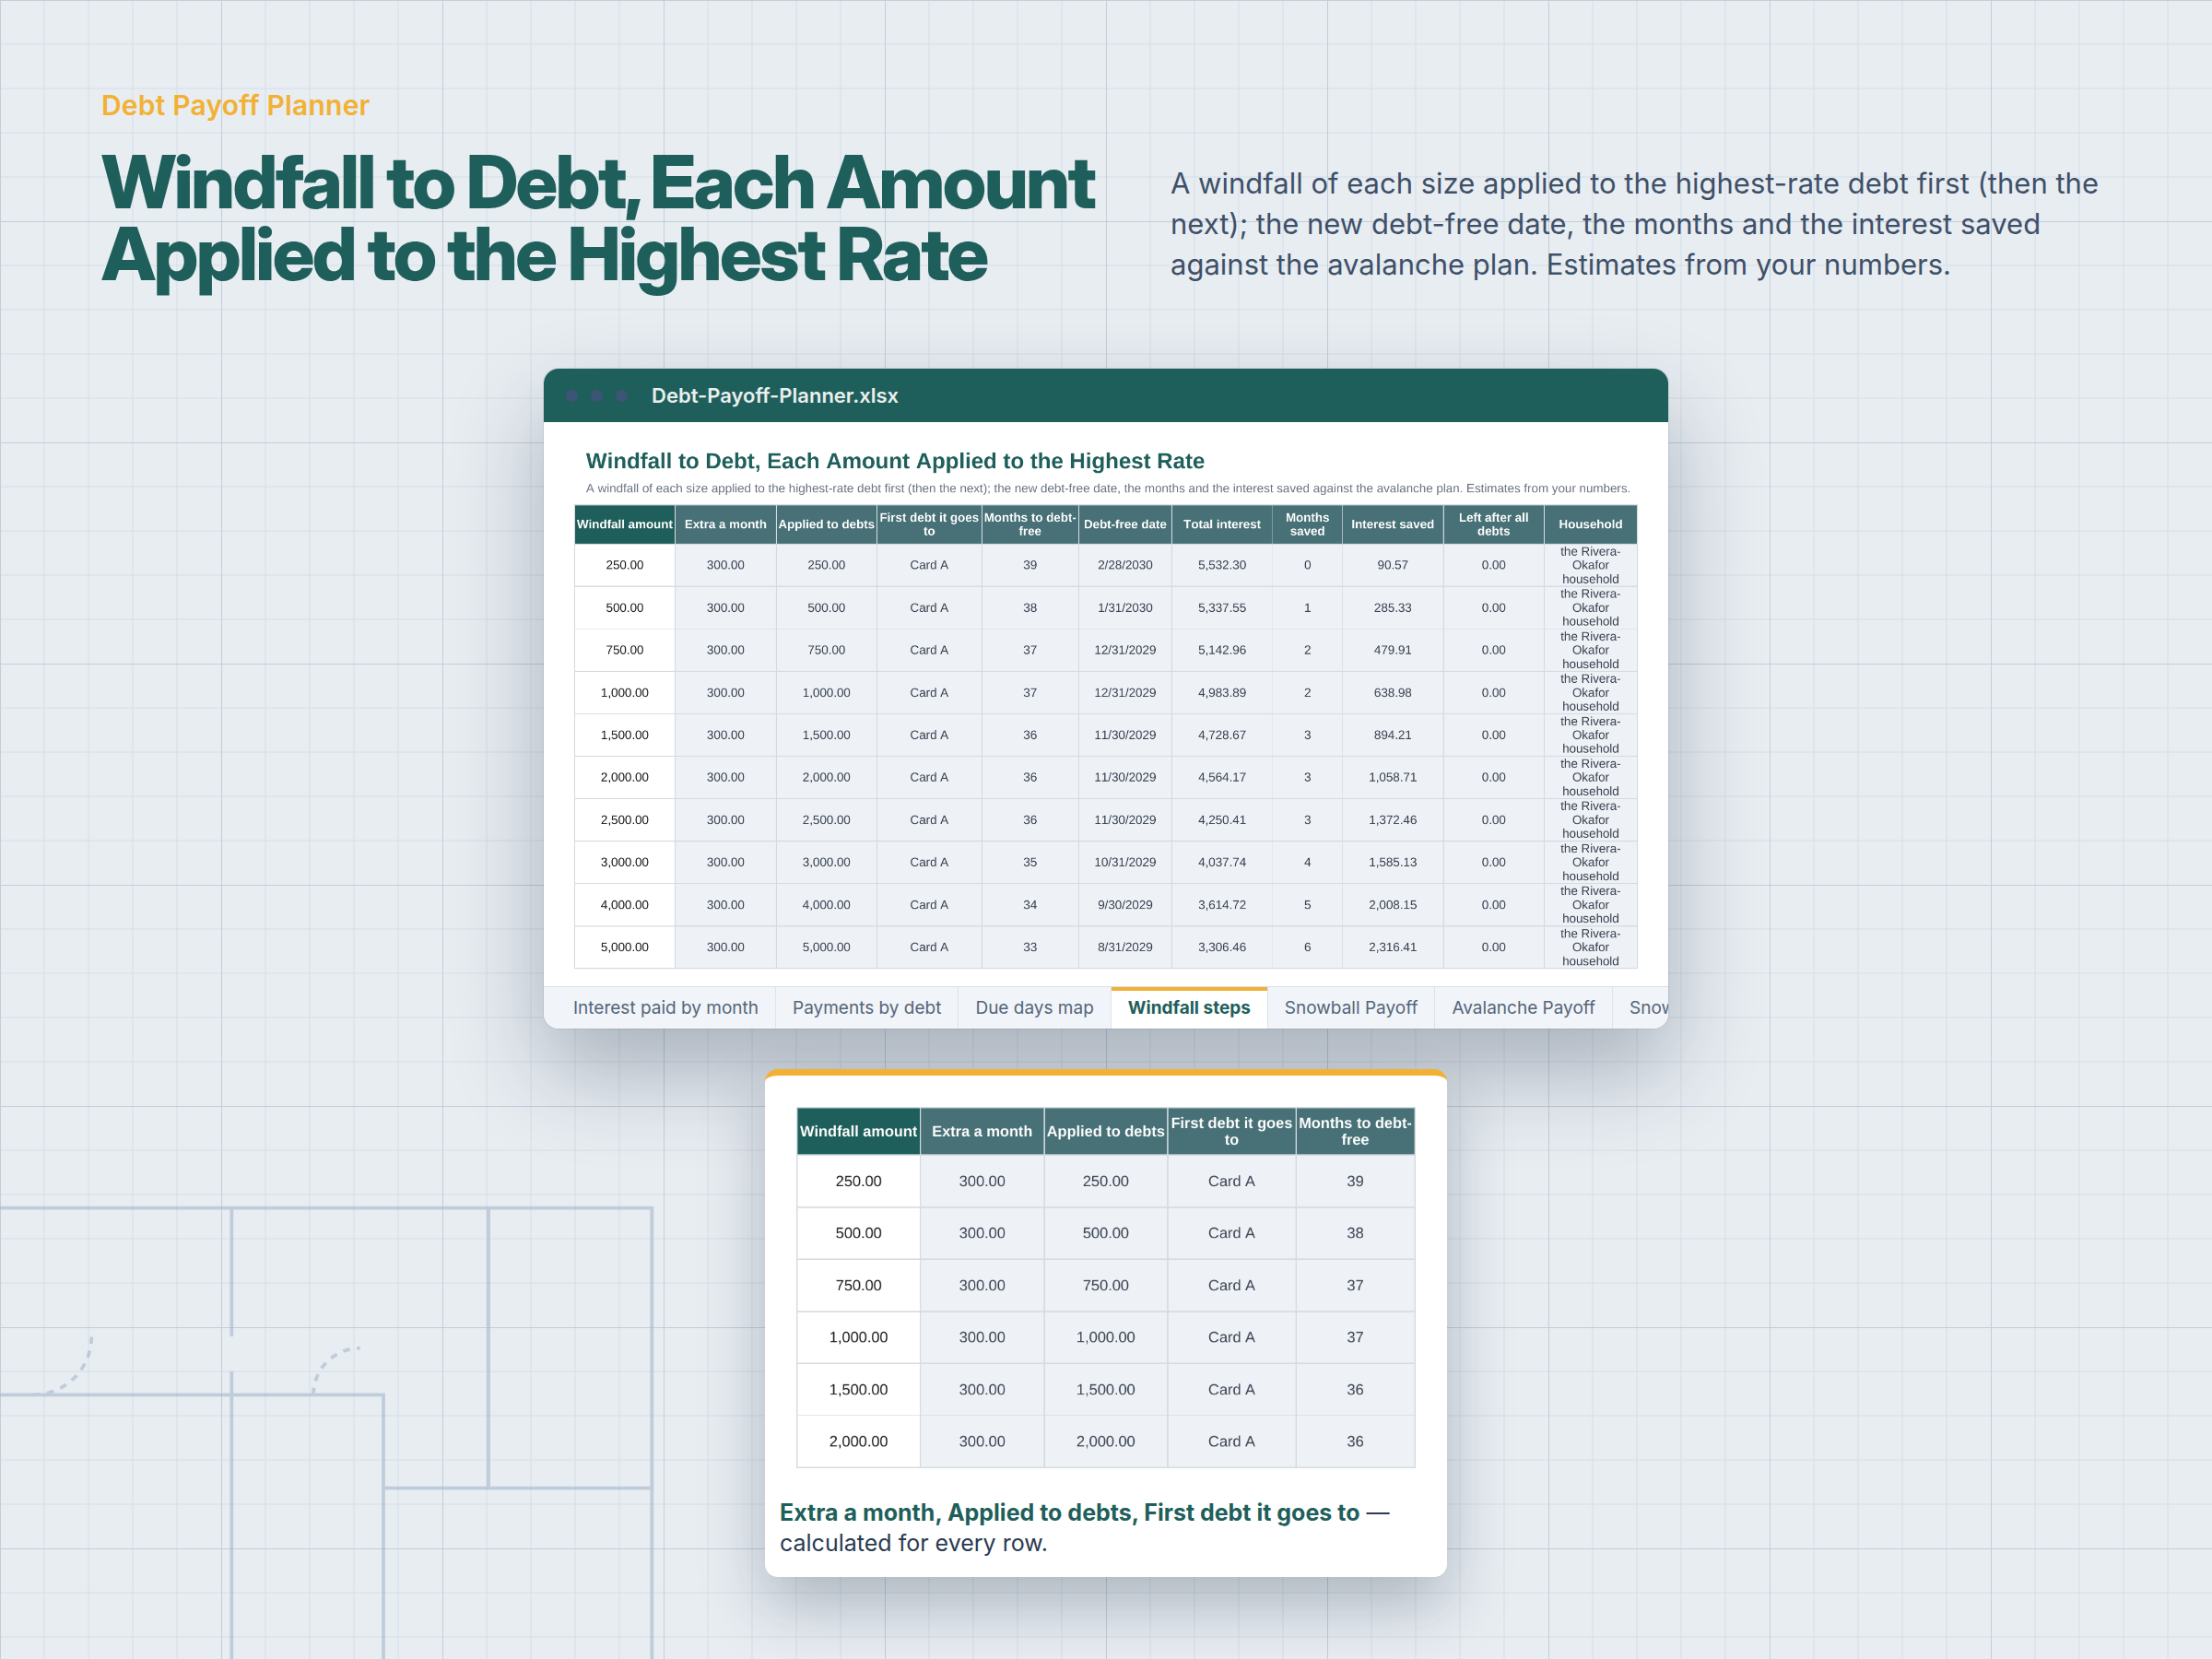 Debt Payoff Planner
Windfall to Debt, Each Amount
Applied to the Highest Rate
A windfall of each size applied to the highest-rate debt first (then the
next); the new debt-free date, the months and the interest saved
against the avalanche plan. Estimates from your numbers.
Debt-Payoff-Planner.xlsx
Windfall to Debt, Each Amount Applied to the Highest Rate
A windfall of each size applied to the highest-rate debt first (then the next); the new debt-free date, the months and the interest saved against the avalanche plan. Estimates from your numbers.
Windfall amount Extra a month Applied to debts First debt it goes to Months to debt-free Debt-free date Total interest Months saved Interest saved Left after all debts Household
250.00 300.00 250.00 Card A 39 2/28/2030 5,532.30 0 90.57 0.00 the Rivera-Okafor household
500.00 300.00 500.00 Card A 38 1/31/2030 5,337.55 1 285.33 0.00 the Rivera-Okafor household
750.00 300.00 750.00 Card A 37 12/31/2029 5,142.96 2 479.91 0.00 the Rivera-Okafor household
1,000.00 300.00 1,000.00 Card A 37 12/31/2029 4,983.89 2 638.98 0.00 the Rivera-Okafor household
1,500.00 300.00 1,500.00 Card A 36 11/30/2029 4,728.67 3 894.21 0.00 the Rivera-Okafor household
2,000.00 300.00 2,000.00 Card A 36 11/30/2029 4,564.17 3 1,058.71 0.00 the Rivera-Okafor household
2,500.00 300.00 2,500.00 Card A 36 11/30/2029 4,250.41 3 1,372.46 0.00 the Rivera-Okafor household
3,000.00 300.00 3,000.00 Card A 35 10/31/2029 4,037.74 4 1,585.13 0.00 the Rivera-Okafor household
4,000.00 300.00 4,000.00 Card A 34 9/30/2029 3,614.72 5 2,008.15 0.00 the Rivera-Okafor household
5,000.00 300.00 5,000.00 Card A 33 8/31/2029 3,306.46 6 2,316.41 0.00 the Rivera-Okafor household
Interest paid by month Payments by debt Due days map Windfall steps Snowball Payoff Avalanche Payoff Snow
Windfall amount Extra a month Applied to debts First debt it goes to Months to debt-free
250.00 300.00 250.00 Card A 39
500.00 300.00 500.00 Card A 38
750.00 300.00 750.00 Card A 37
1,000.00 300.00 1,000.00 Card A 37
1,500.00 300.00 1,500.00 Card A 36
2,000.00 300.00 2,000.00 Card A 36
Extra a month, Applied to debts, First debt it goes to —
calculated for every row.